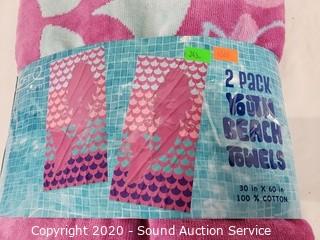 2 PACK
YOUTH
BEACH
TOWELS
30 in X 60 in
100 % COTTON
Copyright 2020 - Sound Auction Service